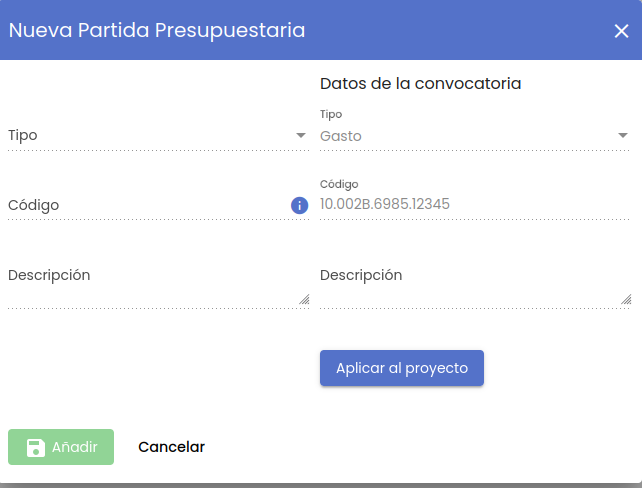 Nueva Partida Presupuestaria
Datos de la convocatoria
Tipo
Tipo
Gasto
Código
Código
10.002B.6985.12345
Descripción
Descripción
Aplicar al proyecto
Añadir
Cancelar